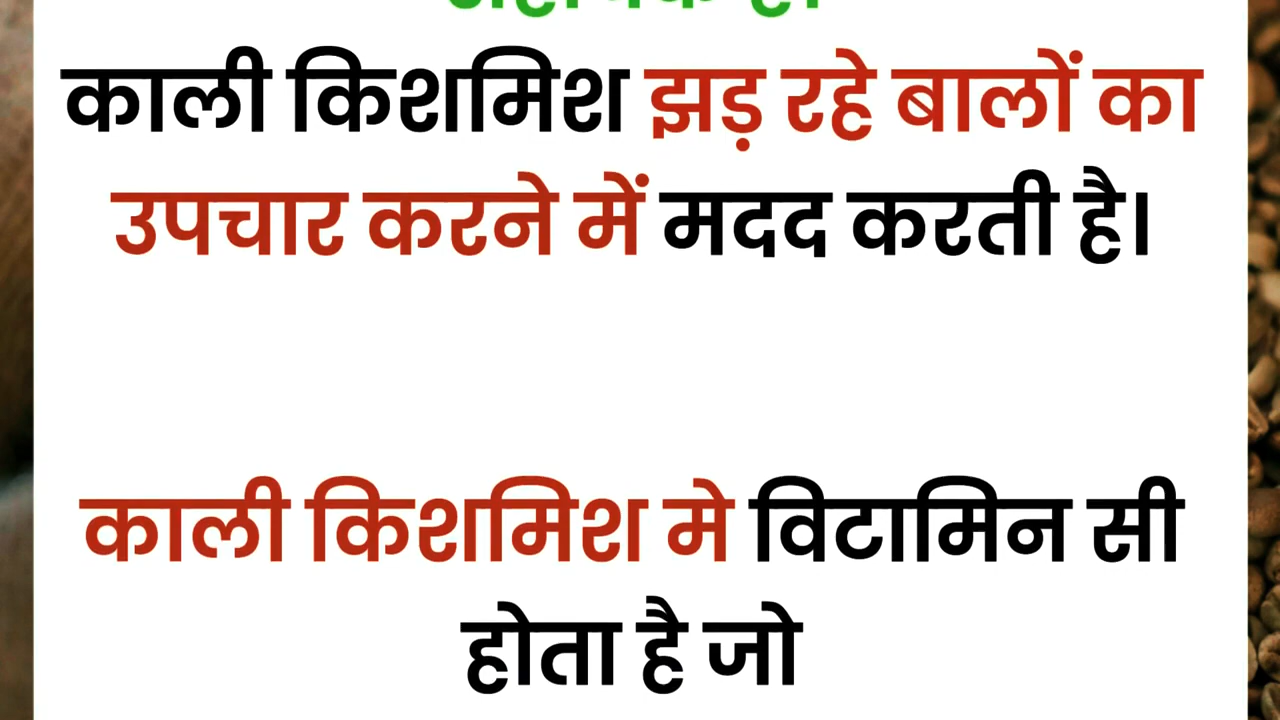 काली किशमिश झड़ रहे बालों का
उपचार करने में मदद करती है।
काली किशमिश मे विटामिन सी
होता है जो